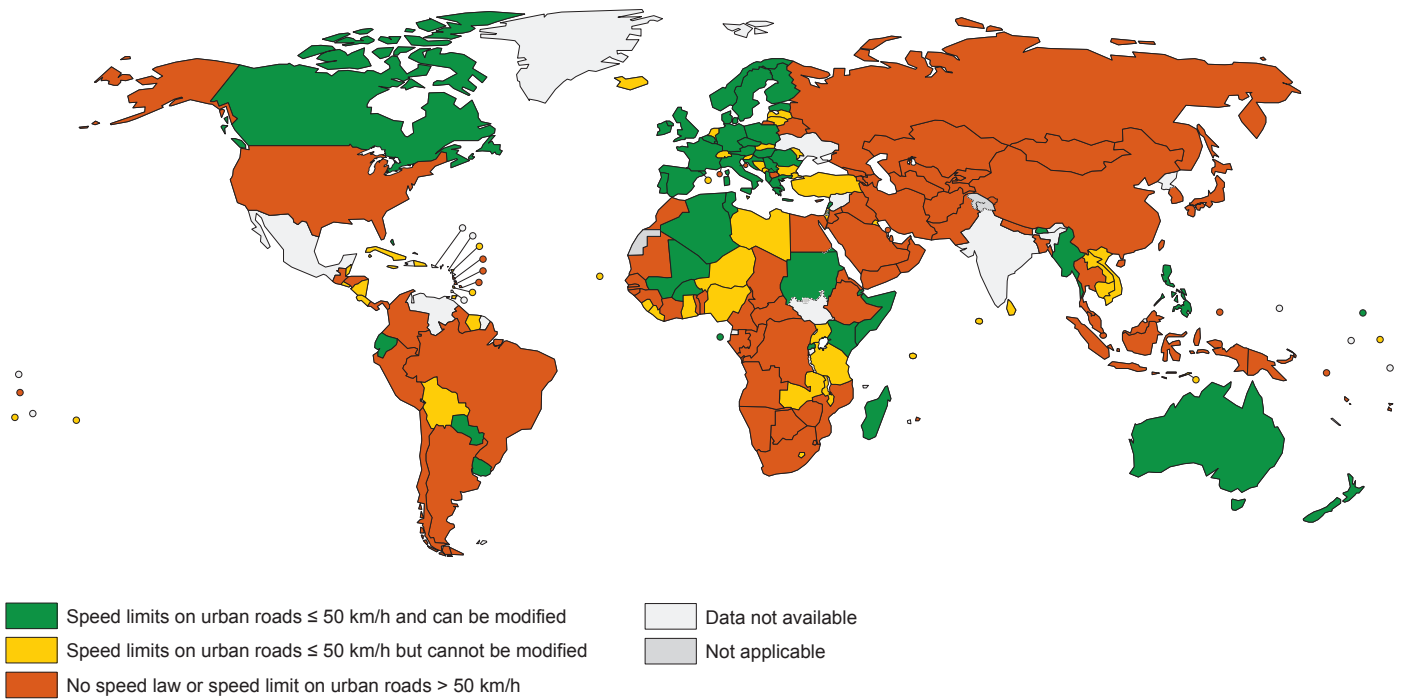 Speed limits on urban roads ≤ 50 km/h and can be modified
Speed limits on urban roads ≤ 50 km/h but cannot be modified
No speed law or speed limit on urban roads > 50 km/h
Data not available
Not applicable